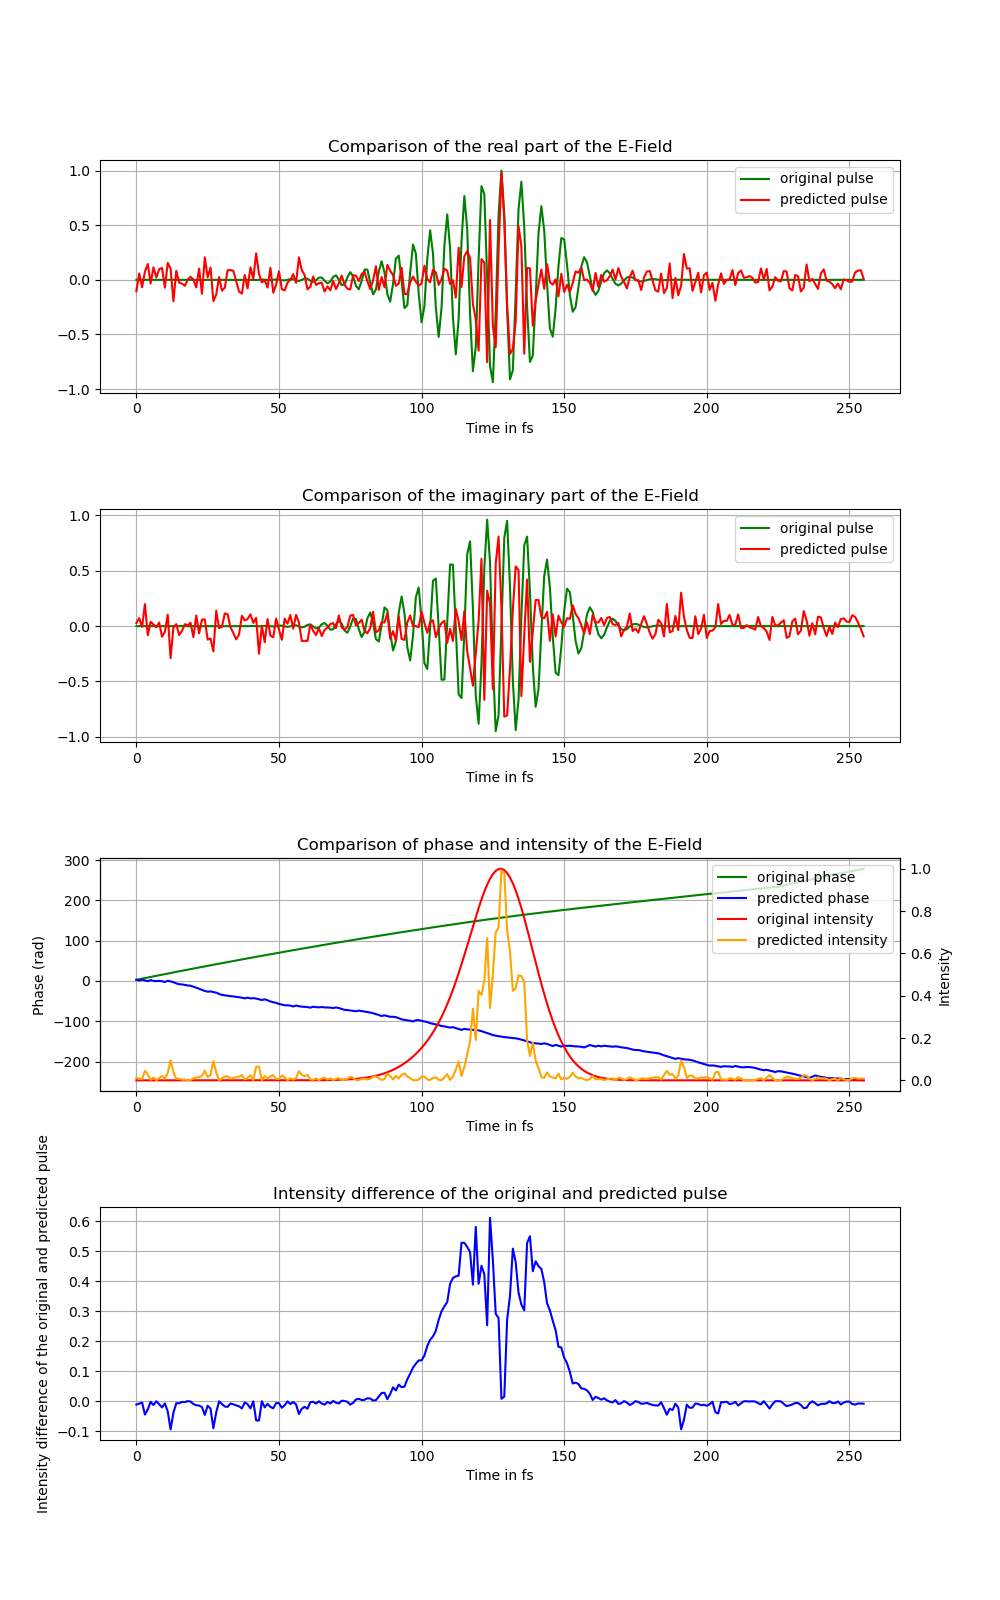 Comparison of the real part of the E-Field
1.0
0.5
0.0
−0.5
−1.0
original pulse
predicted pulse
0 50 100 150 200 250
Time in fs
Comparison of the imaginary part of the E-Field
1.0
0.5
0.0
−0.5
−1.0
original pulse
predicted pulse
0 50 100 150 200 250
Time in fs
Comparison of phase and intensity of the E-Field
Phase (rad)
300
200
100
0
−100
−200
original phase
predicted phase
original intensity
predicted intensity
1.0
0.8
0.6
0.4
0.2
0.0
Intensity
0 50 100 150 200 250
Time in fs
Intensity difference of the original and predicted pulse
Intensity difference of the original and predicted pulse
0.6
0.5
0.4
0.3
0.2
0.1
0.0
−0.1
0 50 100 150 200 250
Time in fs